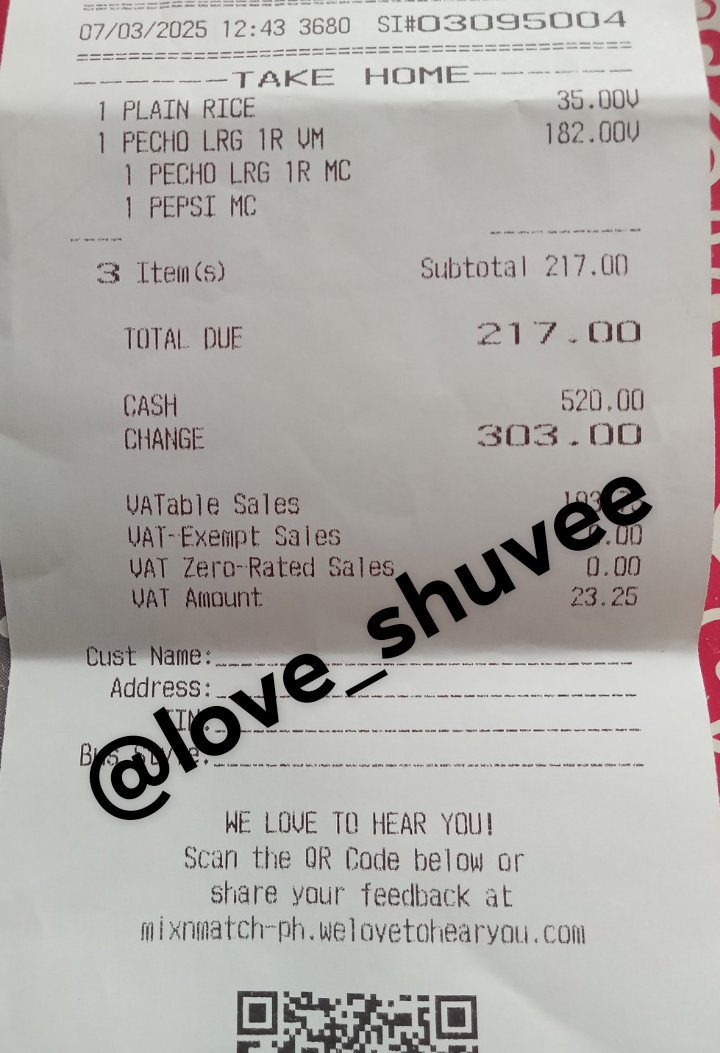 07/03/2025 12:43 3680 SI#03095004
TAKE HOME
1 PLAIN RICE 35.00V
1 PECHO LRG 1R VM 182.00V
1 PECHO LRG 1R MC
1 PEPSI MC
3 Item(s) Subtotal 217.00
TOTAL DUE 217.00
CASH 520.00
CHANGE 303.00
VATable Sales
VAT-Exempt Sales
VAT Zero-Rated Sales 0.00
VAT Amount 23.25
Cust Name:
Address:
TIN:
@love_shuvee
WE LOVE TO HEAR YOU!
Scan the QR Code below or
share your feedback at
mixnmatch-ph.welovetohearyou.com